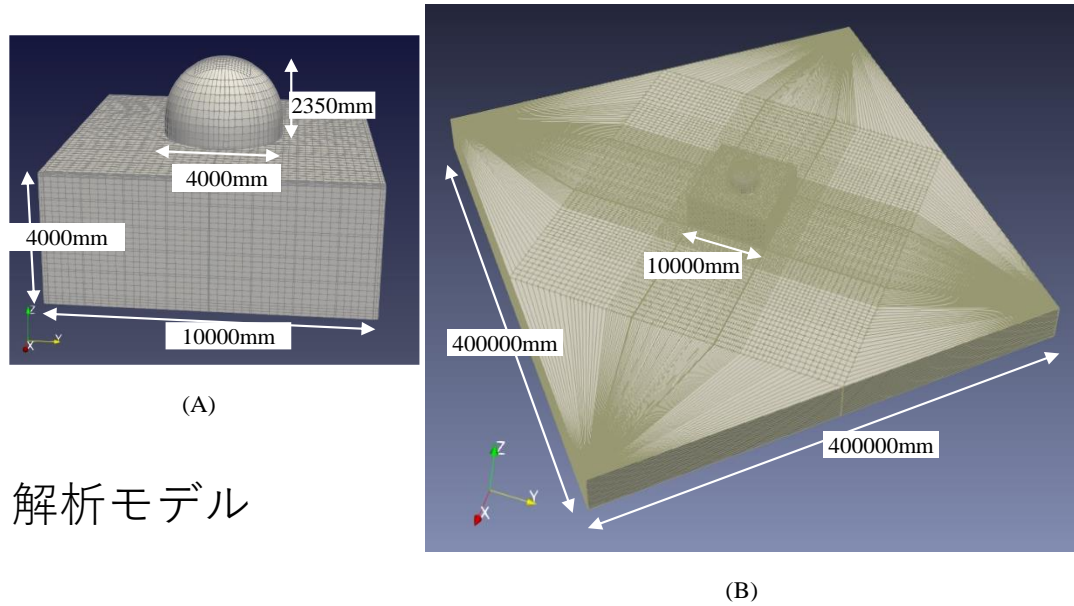 2350mm
4000mm
4000mm
10000mm
Z
Y
X
(A)
10000mm
400000mm
400000mm
Z
Y
X
(B)
解析モデル